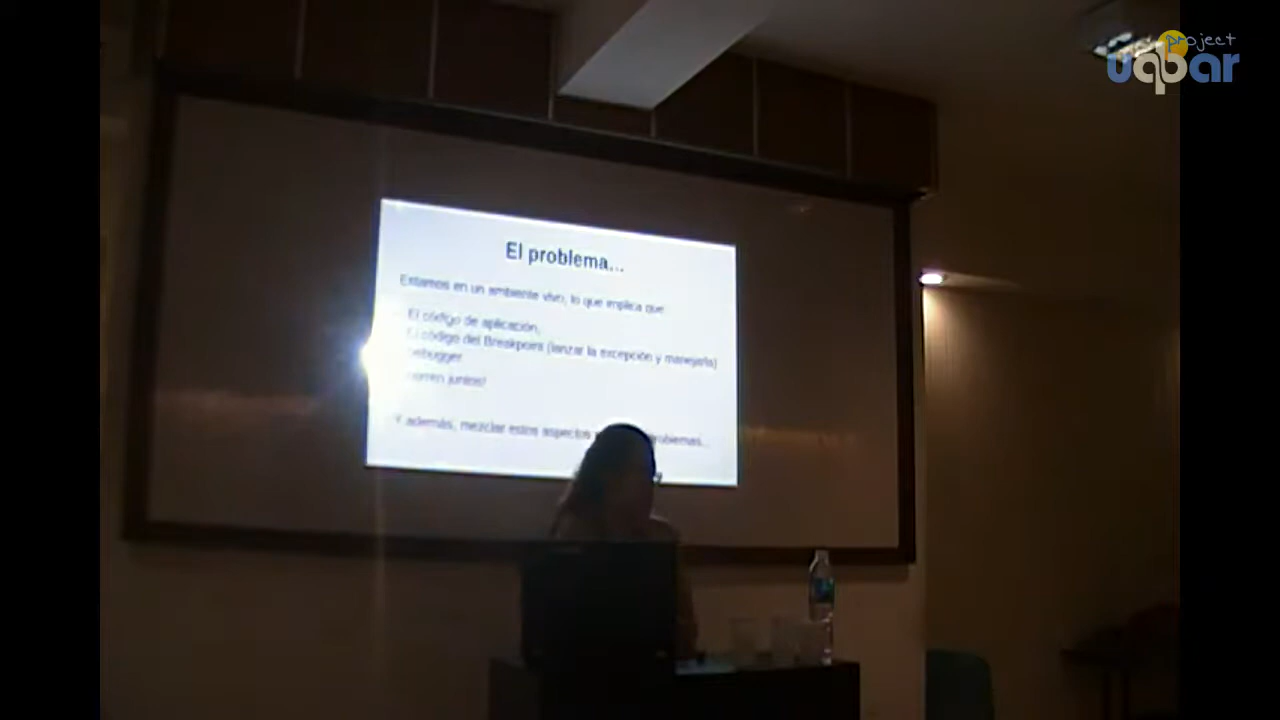 project
uqbar
El problema...
Estamos en un ambiente vivo, lo que implica que
El código de aplicación,
El código del Breakpoint (lanzar la excepción y manejarla)
Debugger
corren juntos!
Y además, mezclar estos aspectos